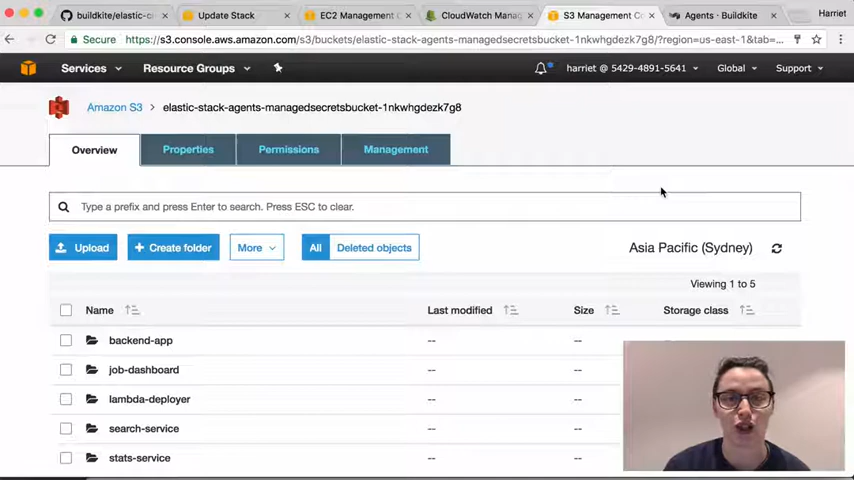 buildkite/elastic-ci
Update Stack
EC2 Management C
CloudWatch Mana
S3 Management Co
Agents · Buildkite
Harriet
Secure
https://s3.console.aws.amazon.com/s3/buckets/elastic-stack-agents-managedsecretsbucket-1nkwhgdezk7g8/?region=us-east-1&tab=...
Services
Resource Groups
harriet @ 5429-4891-5641
Global
Support
Amazon S3 > elastic-stack-agents-managedsecretsbucket-1nkwhgdezk7g8
Overview
Properties
Permissions
Management
Type a prefix and press Enter to search. Press ESC to clear.
Upload
+ Create folder
More
All
Deleted objects
Asia Pacific (Sydney)
Viewing 1 to 5
Name
Last modified
Size
Storage class
backend-app -- --
job-dashboard -- --
lambda-deployer -- --
search-service -- --
stats-service -- --